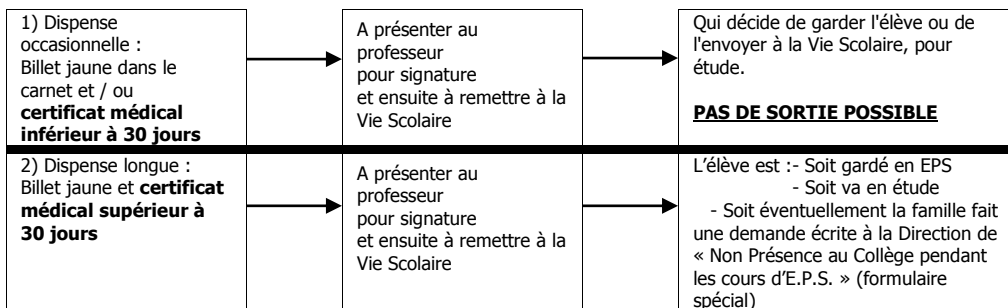 1) Dispense
occasionnelle :
Billet jaune dans le
carnet et / ou
certificat médical
inférieur à 30 jours
A présenter au
professeur
pour signature
et ensuite à remettre à la
Vie Scolaire
Qui décide de garder l'élève ou de
l'envoyer à la Vie Scolaire, pour
étude.
PAS DE SORTIE POSSIBLE
2) Dispense longue :
Billet jaune et certificat
médical supérieur à
30 jours
A présenter au
professeur
pour signature
et ensuite à remettre à la
Vie Scolaire
L'élève est :- Soit gardé en EPS
- Soit va en étude
- Soit éventuellement la famille fait
une demande écrite à la Direction de
« Non Présence au Collège pendant
les cours d'E.P.S. » (formulaire
spécial)